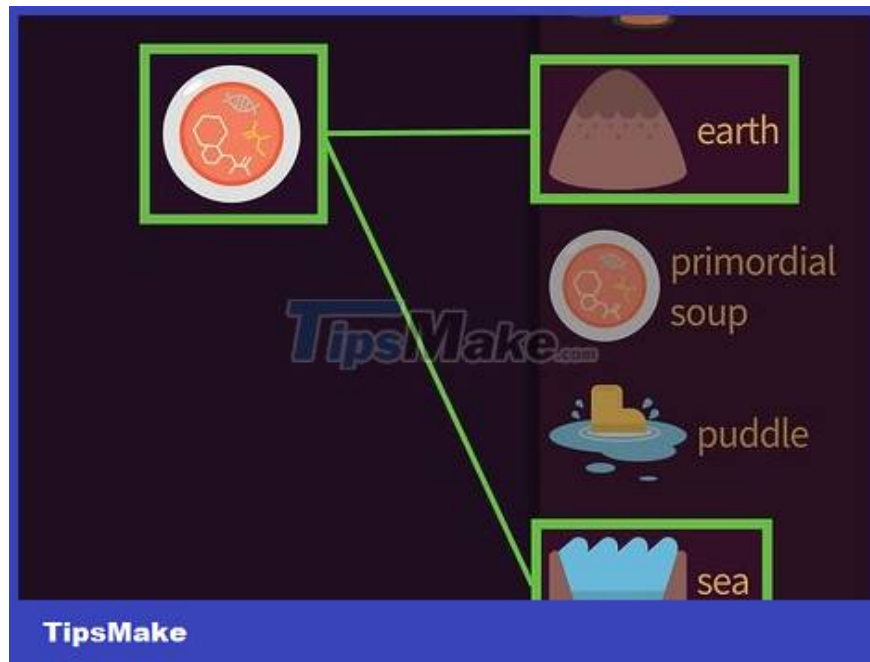 earth
primordial
soup
TipsMake.com
puddle
sea
TipsMake